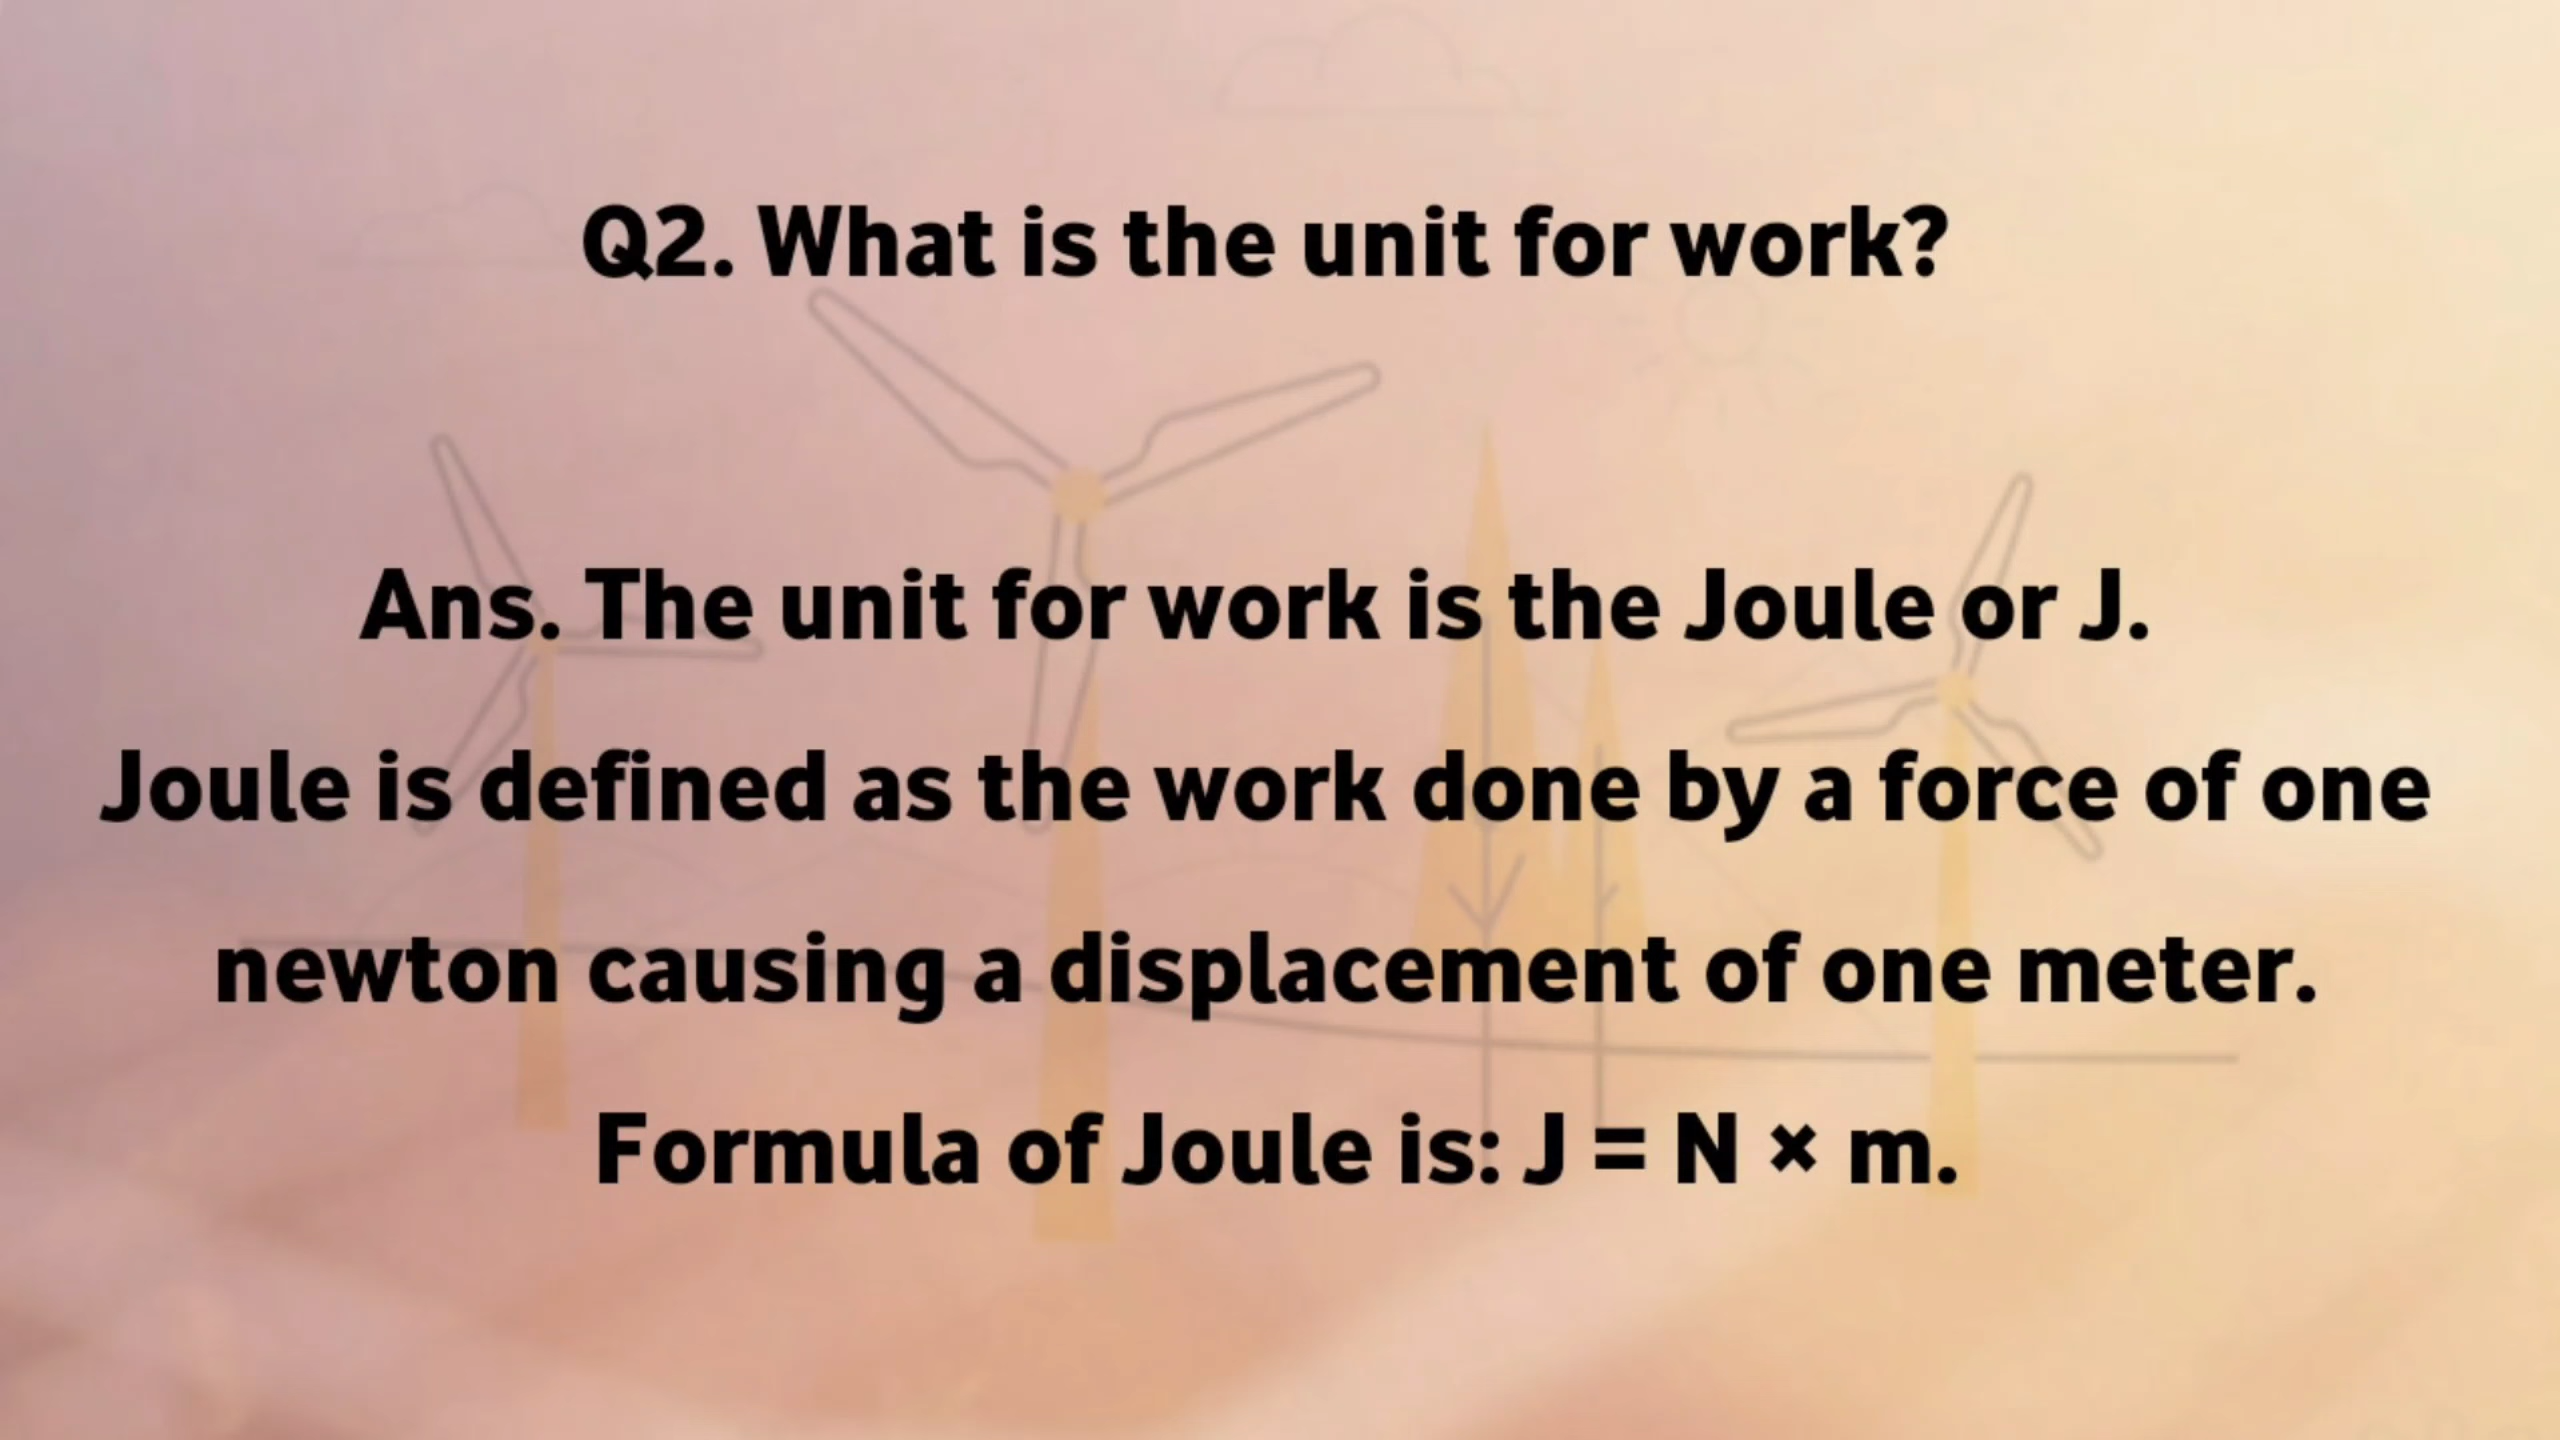 Q2. What is the unit for work?
Ans. The unit for work is the Joule or J.
Joule is defined as the work done by a force of one
newton causing a displacement of one meter.
Formula of Joule is: J = N × m.